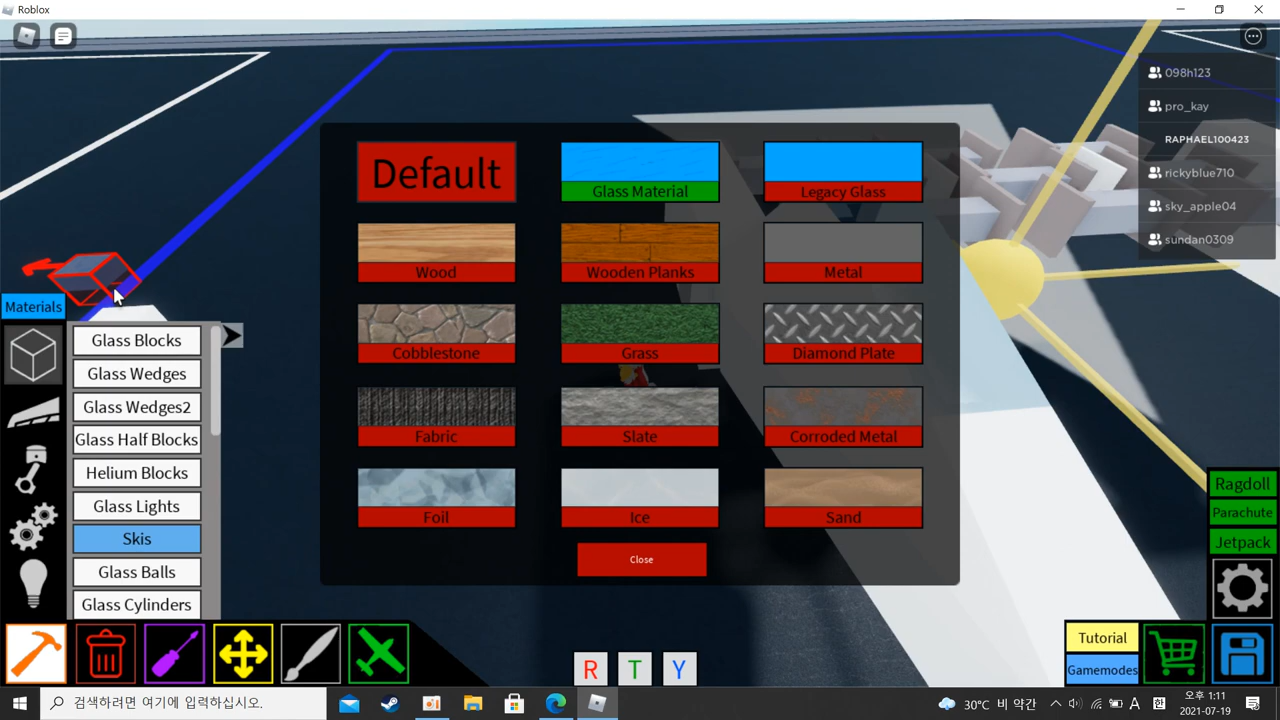 Roblox
098h123
pro_kay
RAPHAEL100423
rickyblue710
sky_apple04
sundan0309
Default
Glass Material
Legacy Glass
Wood
Wooden Planks
Metal
Cobblestone
Grass
Diamond Plate
Fabric
Slate
Corroded Metal
Foil
Ice
Sand
Close
Materials
Glass Blocks
Glass Wedges
Glass Wedges2
Glass Half Blocks
Helium Blocks
Glass Lights
Skis
Glass Balls
Glass Cylinders
Ragdoll
Parachute
Jetpack
Tutorial
Gamemodes
R T Y
검색하려면 여기에 입력하십시오.
30°C 비 약간
A
한
오후 1:11
2021-07-19